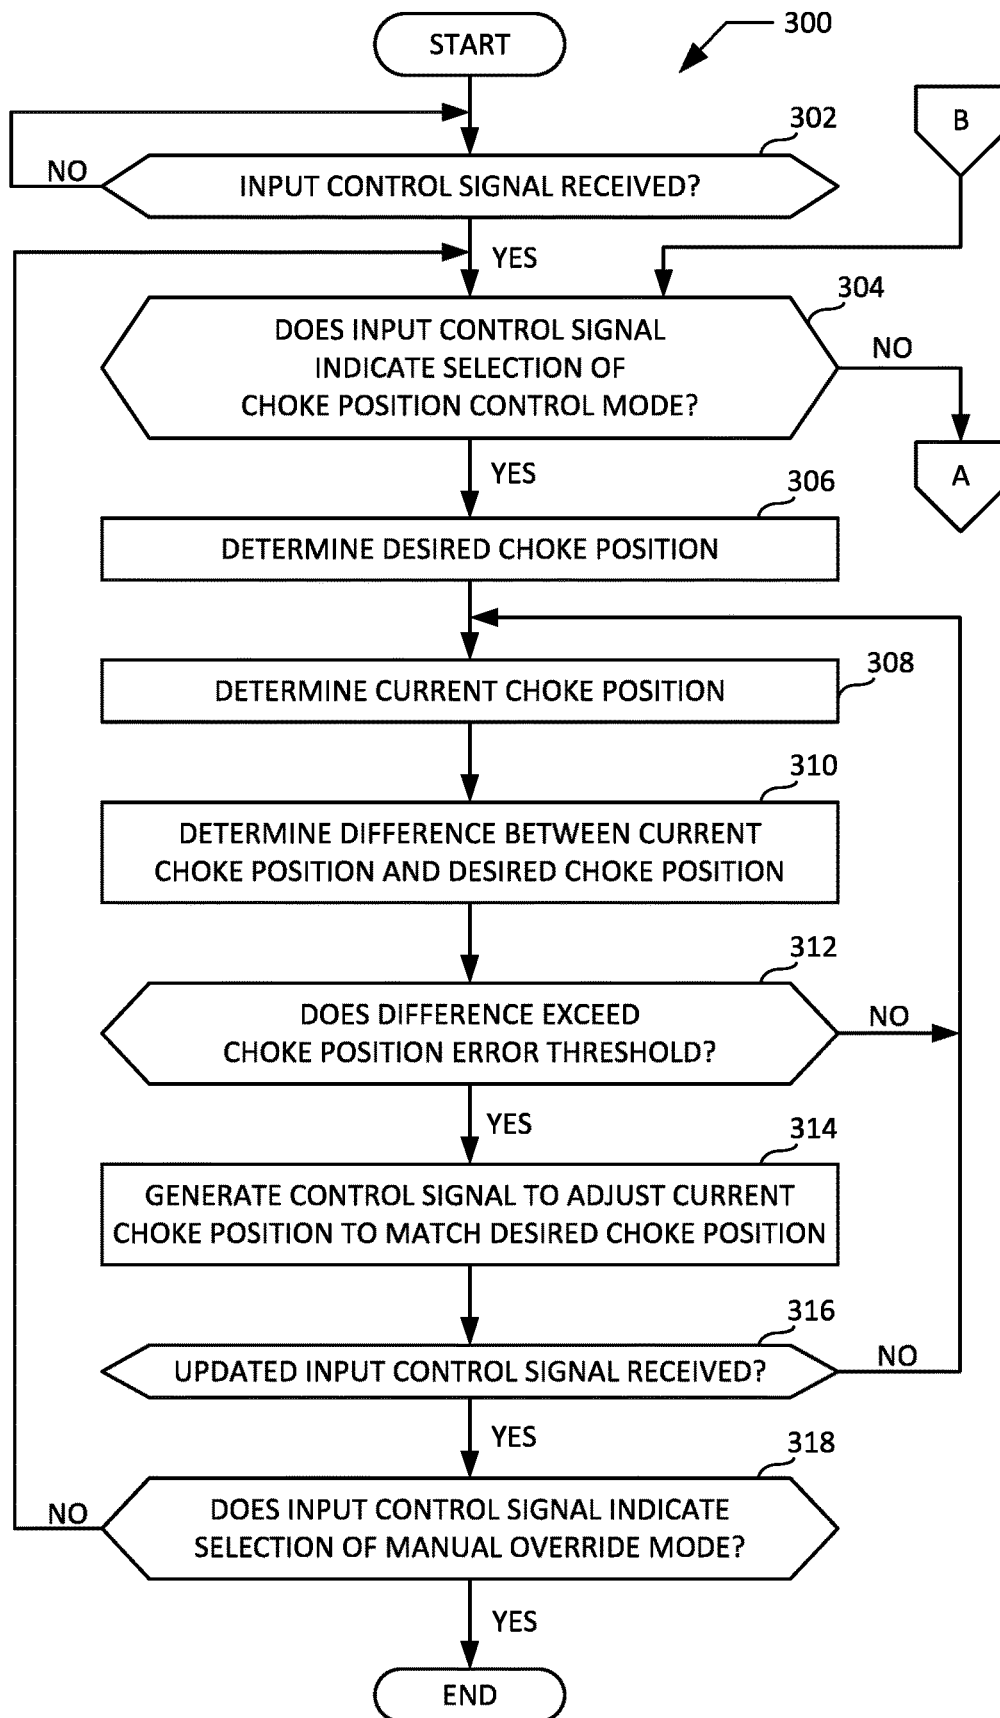 START
300
302
B
NO
INPUT CONTROL SIGNAL RECEIVED?
YES
304
DOES INPUT CONTROL SIGNAL
INDICATE SELECTION OF
CHOKE POSITION CONTROL MODE?
NO
A
YES
306
DETERMINE DESIRED CHOKE POSITION
308
DETERMINE CURRENT CHOKE POSITION
310
DETERMINE DIFFERENCE BETWEEN CURRENT
CHOKE POSITION AND DESIRED CHOKE POSITION
312
DOES DIFFERENCE EXCEED
CHOKE POSITION ERROR THRESHOLD?
NO
YES
314
GENERATE CONTROL SIGNAL TO ADJUST CURRENT
CHOKE POSITION TO MATCH DESIRED CHOKE POSITION
316
UPDATED INPUT CONTROL SIGNAL RECEIVED?
NO
YES
318
NO
DOES INPUT CONTROL SIGNAL INDICATE
SELECTION OF MANUAL OVERRIDE MODE?
YES
END